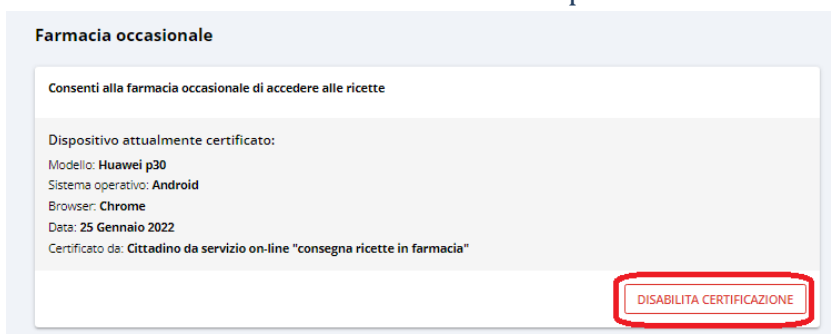 Farmacia occasionale
Consenti alla farmacia occasionale di accedere alle ricette
Dispositivo attualmente certificato:
Modello: Huawei p30
Sistema operativo: Android
Browser: Chrome
Data: 25 Gennaio 2022
Certificato da: Cittadino da servizio on-line "consegna ricette in farmacia"
DISABILITA CERTIFICAZIONE